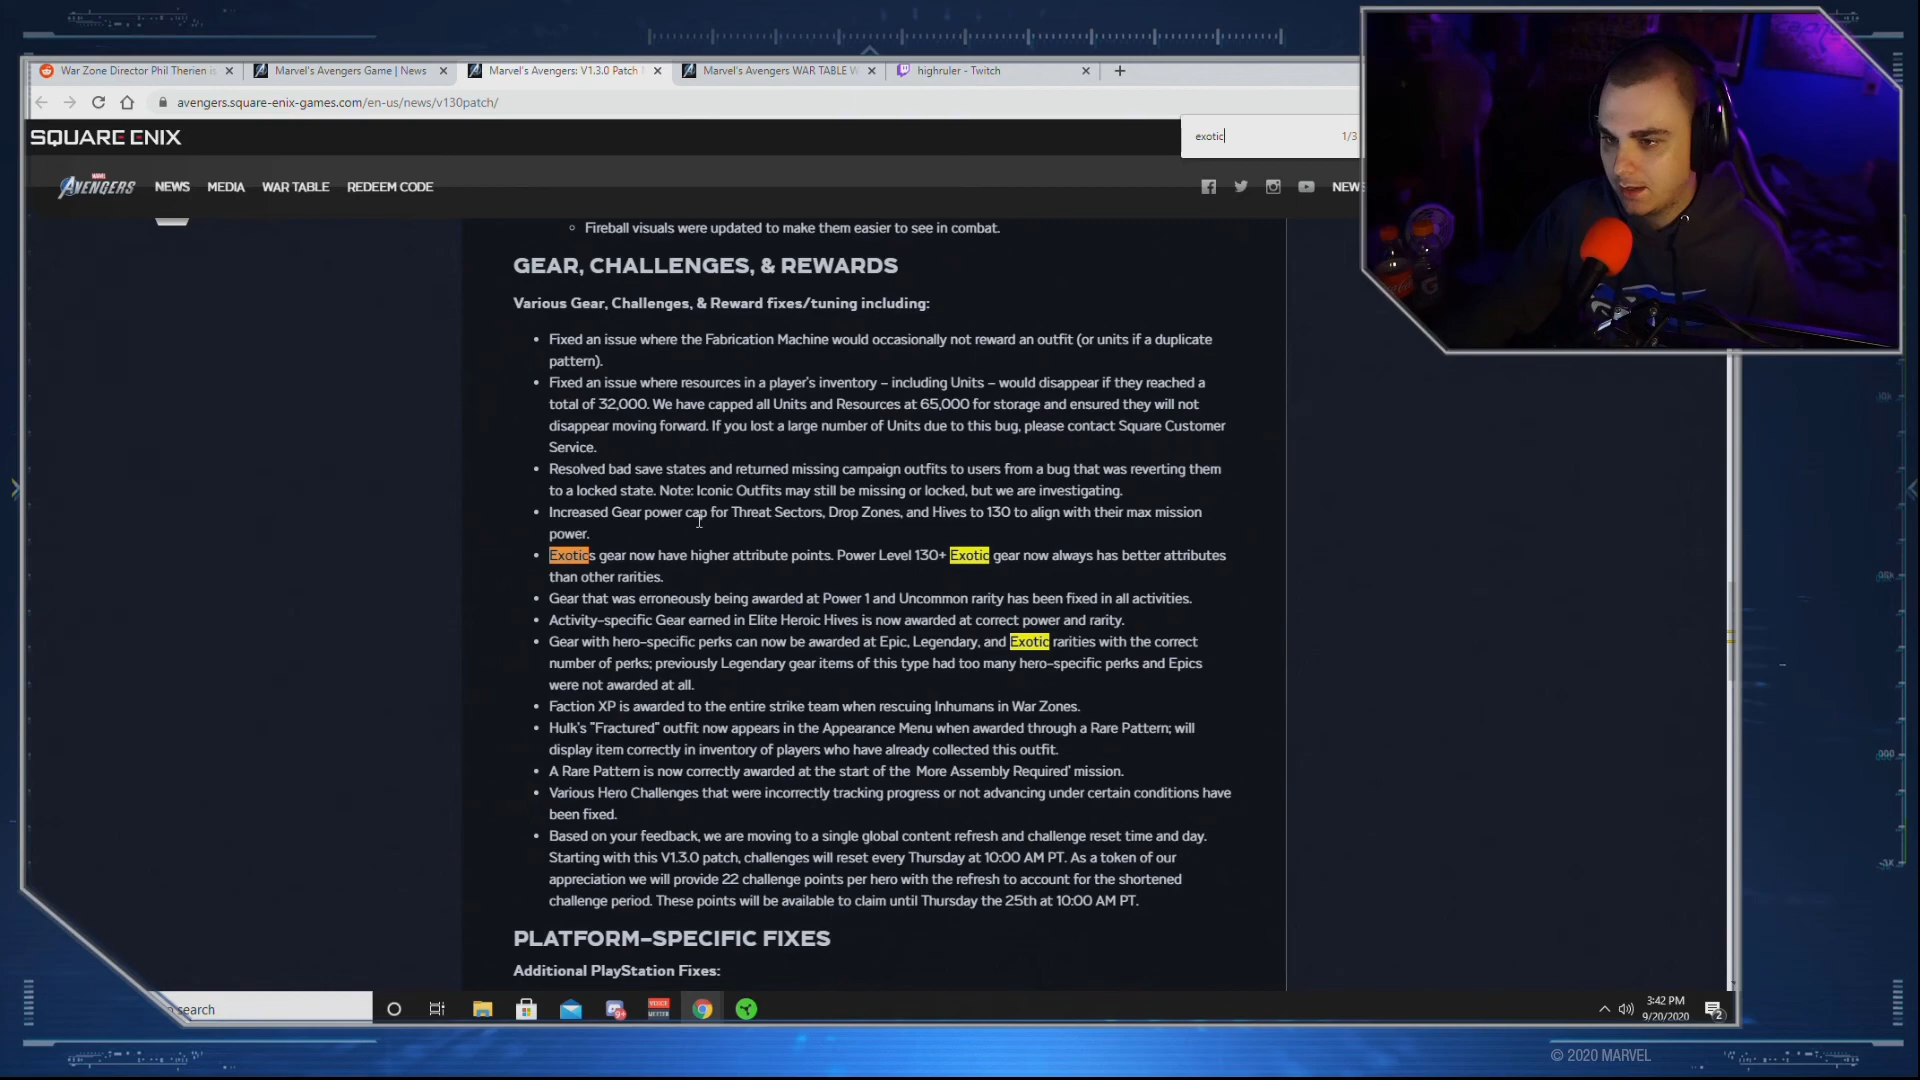 War Zone Director Phil Therien is
Marvel's Avengers Game | News
Marvel's Avengers: V1.3.0 Patch
Marvel's Avengers WAR TABLE W
highruler - Twitch
avengers.square-enix-games.com/en-us/news/v130patch/
SQUARE ENIX
exotic
1/3
MARVEL
AVENGERS
NEWS
MEDIA
WAR TABLE
REDEEM CODE
NEW
Fireball visuals were updated to make them easier to see in combat.
GEAR, CHALLENGES, & REWARDS
Various Gear, Challenges, & Reward fixes/tuning including:
Fixed an issue where the Fabrication Machine would occasionally not reward an outfit (or units if a duplicate
pattern).
Fixed an issue where resources in a player's inventory – including Units – would disappear if they reached a
total of 32,000. We have capped all Units and Resources at 65,000 for storage and ensured they will not
disappear moving forward. If you lost a large number of Units due to this bug, please contact Square Customer
Service.
Resolved bad save states and returned missing campaign outfits to users from a bug that was reverting them
to a locked state. Note: Iconic Outfits may still be missing or locked, but we are investigating.
Increased Gear power cap for Threat Sectors, Drop Zones, and Hives to 130 to align with their max mission
power.
Exotics gear now have higher attribute points. Power Level 130+ Exotic gear now always has better attributes
than other rarities.
Gear that was erroneously being awarded at Power 1 and Uncommon rarity has been fixed in all activities.
Activity-specific Gear earned in Elite Heroic Hives is now awarded at correct power and rarity.
Gear with hero-specific perks can now be awarded at Epic, Legendary, and Exotic rarities with the correct
number of perks; previously Legendary gear items of this type had too many hero-specific perks and Epics
were not awarded at all.
Faction XP is awarded to the entire strike team when rescuing Inhumans in War Zones.
Hulk's "Fractured" outfit now appears in the Appearance Menu when awarded through a Rare Pattern; will
display item correctly in inventory of players who have already collected this outfit.
A Rare Pattern is now correctly awarded at the start of the 'More Assembly Required' mission.
Various Hero Challenges that were incorrectly tracking progress or not advancing under certain conditions have
been fixed.
Based on your feedback, we are moving to a single global content refresh and challenge reset time and day.
Starting with this V1.3.0 patch, challenges will reset every Thursday at 10:00 AM PT. As a token of our
appreciation we will provide 22 challenge points per hero with the refresh to account for the shortened
challenge period. These points will be available to claim until Thursday the 25th at 10:00 AM PT.
PLATFORM-SPECIFIC FIXES
Additional PlayStation Fixes:
search
VOICE
MEETER
3:42 PM
9/20/2020
2
© 2020 MARVEL